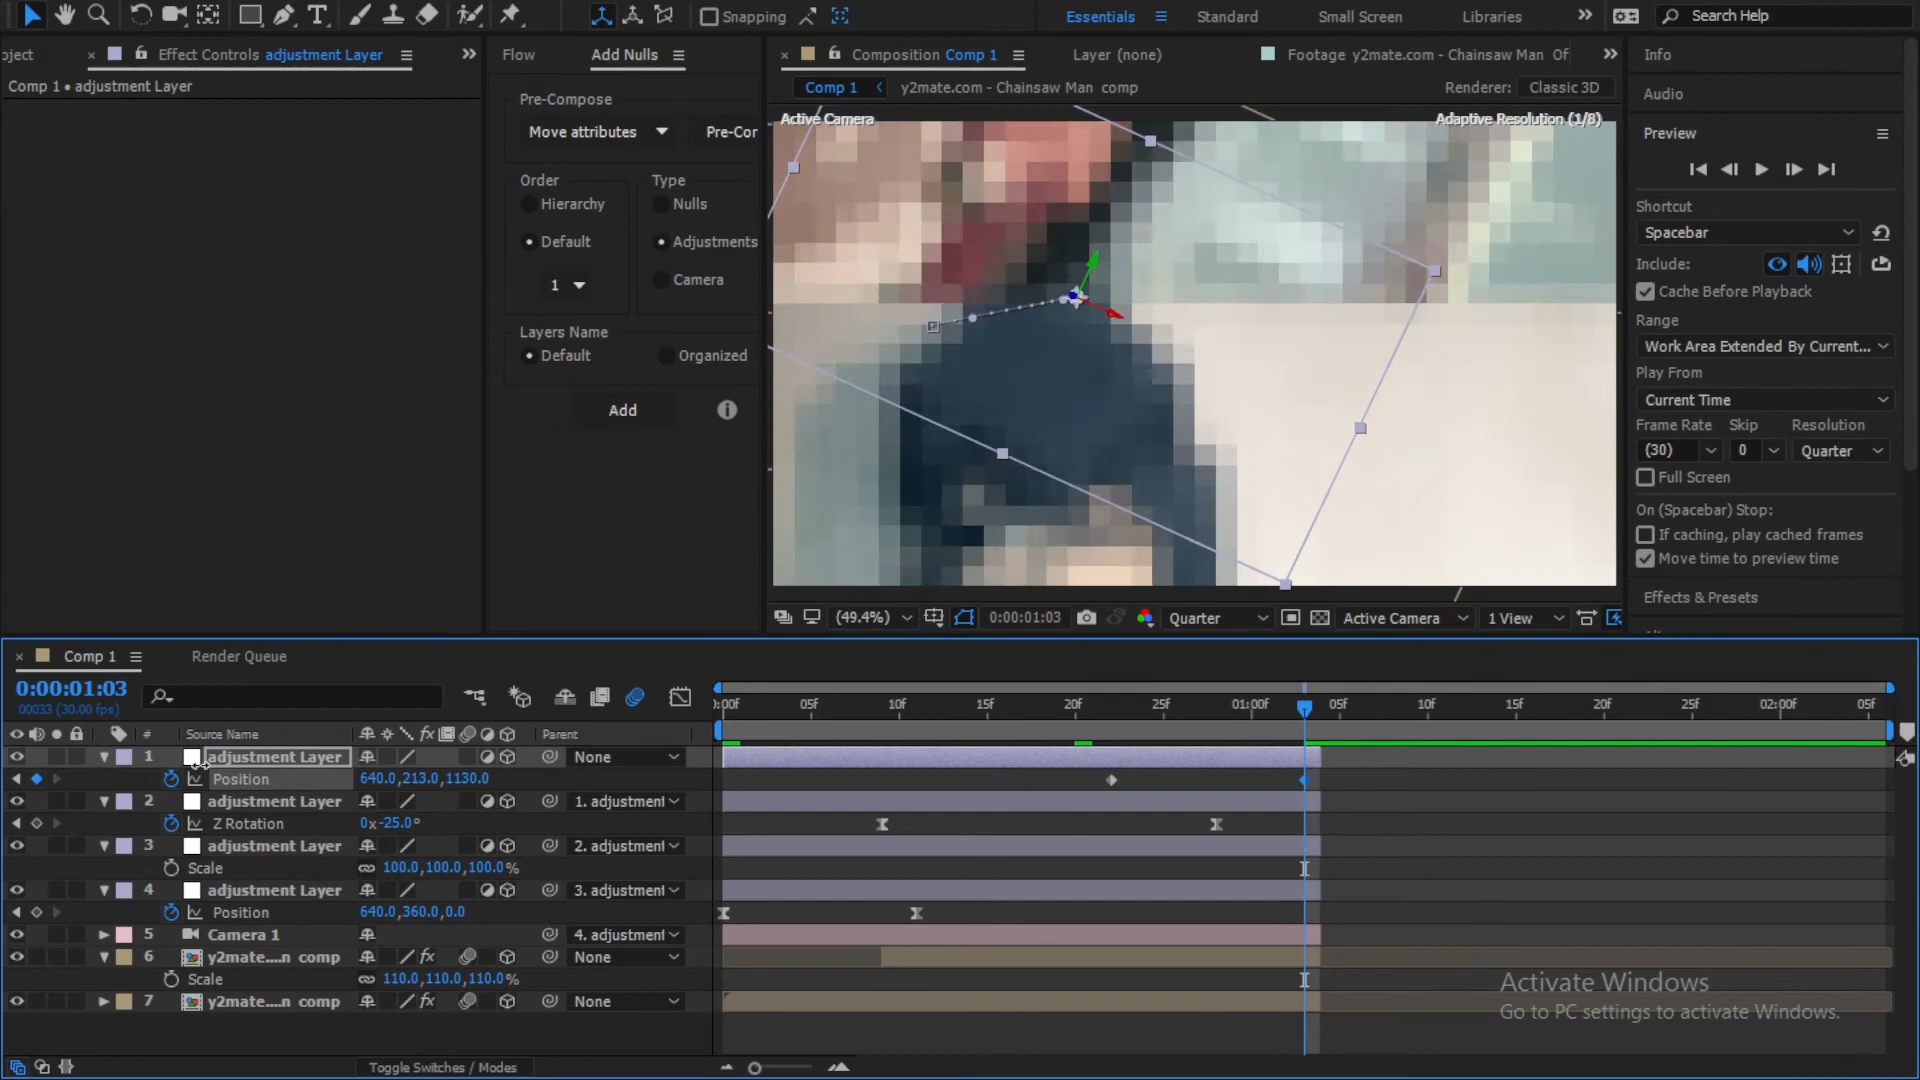 Snapping
Essentials
Standard
Small Screen
Libraries
Search Help
oject
Effect Controls adjustment Layer
Flow
Add Nulls
Composition Comp 1
Layer (none)
Footage y2mate.com - Chainsaw Man Of
Info
Comp 1 • adjustment Layer
Comp 1
y2mate.com - Chainsaw Man comp
Renderer: Classic 3D
Audio
Pre-Compose
Move attributes
Pre-Cor
Active Camera
Adaptive Resolution (1/8)
Preview
Order
Type
Hierarchy
Nulls
Default
Adjustments
1
Camera
Layers Name
Default
Organized
Add
Shortcut
Spacebar
Include:
Cache Before Playback
Range
Work Area Extended By Current...
Play From
Current Time
Frame Rate Skip Resolution
(30) 0 Quarter
Full Screen
On (Spacebar) Stop:
If caching, play cached frames
Move time to preview time
Effects & Presets
(49.4%)
0:00:01:03
Quarter
Active Camera
1 View
Comp 1
Render Queue
0:00:01:03
00033 (30.00 fps)
):00f 05f 10f 15f 20f 25f 01:00f 05f 10f 15f 20f 25f 02:00f 05f
# Source Name fx Parent
1 adjustment Layer None
Position 640.0,213.0,1130.0
2 adjustment Layer 1. adjustment
Z Rotation 0x-25.0°
3 adjustment Layer 2. adjustment
Scale 100.0,100.0,100.0%
4 adjustment Layer 3. adjustment
Position 640.0,360.0,0.0
5 Camera 1 4. adjustment
6 y2mate....n comp fx None
Scale 110.0,110.0,110.0%
7 y2mate....n comp fx None
Activate Windows
Go to PC settings to activate Windows.
Toggle Switches / Modes